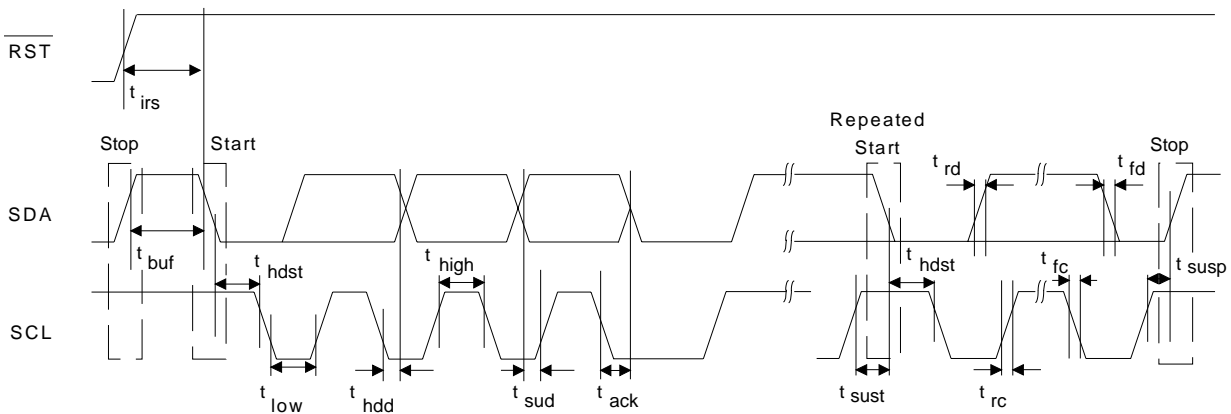 RST
t irs
Repeated
Stop Start Start Stop
t rd t fd
SDA
t buf t hdst t high t hdst t fc t susp
SCL
t low t hdd t sud t ack t sust t rc